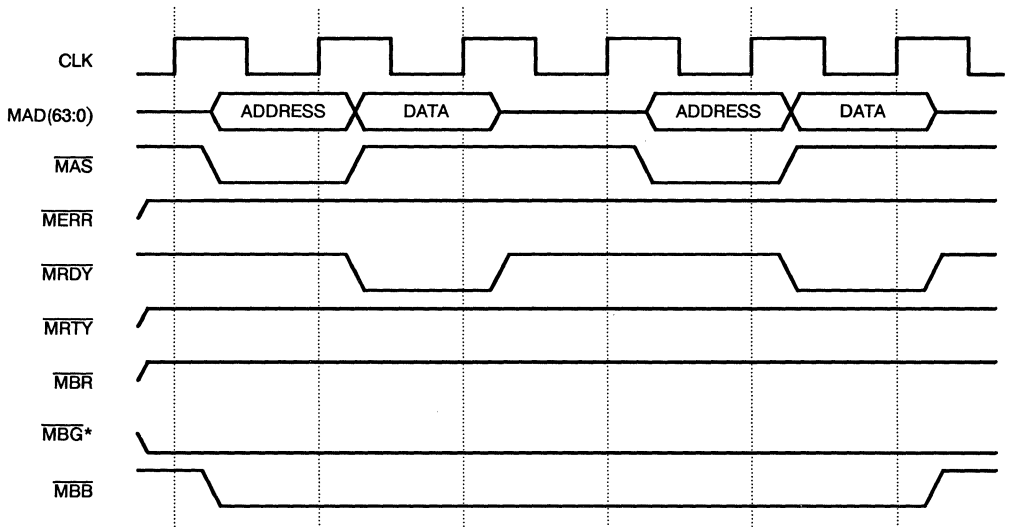 CLK
MAD(63:0)
ADDRESS DATA ADDRESS DATA
MAS
MERR
MRDY
MRTY
MBR
MBG*
MBB